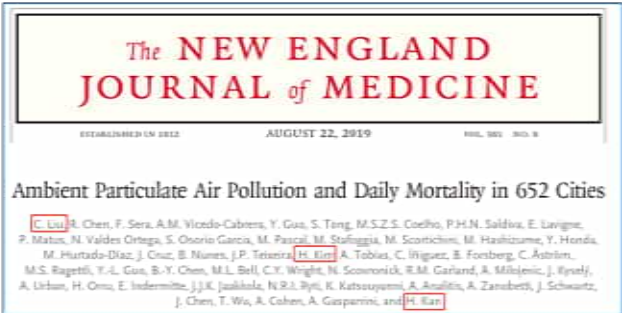 The NEW ENGLAND
JOURNAL of MEDICINE
ESTABLISHED IN 1812 AUGUST 22, 2019 VOL. 381 NO. 8
Ambient Particulate Air Pollution and Daily Mortality in 652 Cities
C. Liu, R. Chen, F. Sera, A.M. Vicedo-Cabrera, Y. Guo, S. Tong, M.S.Z.S. Coelho, P.H.N. Saldiva, E. Lavigne,
P. Matus, N. Valdes Ortega, S. Osorio Garcia, M. Pascal, M. Stafoggia, M. Scortichini, M. Hashizume, Y. Honda,
M. Hurtado-Díaz, J. Cruz, B. Nunes, J.P. Teixeira, H. Kim, A. Tobias, C. Íñiguez, B. Forsberg, C. Åström,
M.S. Ragettli, Y.-L. Guo, B.-Y. Chen, M.L. Bell, C.Y. Wright, N. Scovronick, R.M. Garland, A. Milojevic, J. Kyselý,
A. Urban, H. Orru, E. Indermitte, J.J.K. Jaakkola, N.R.I. Ryti, K. Katsouyanni, A. Analitis, A. Zanobetti, J. Schwartz,
J. Chen, T. Wu, A. Cohen, A. Gasparrini, and H. Kan